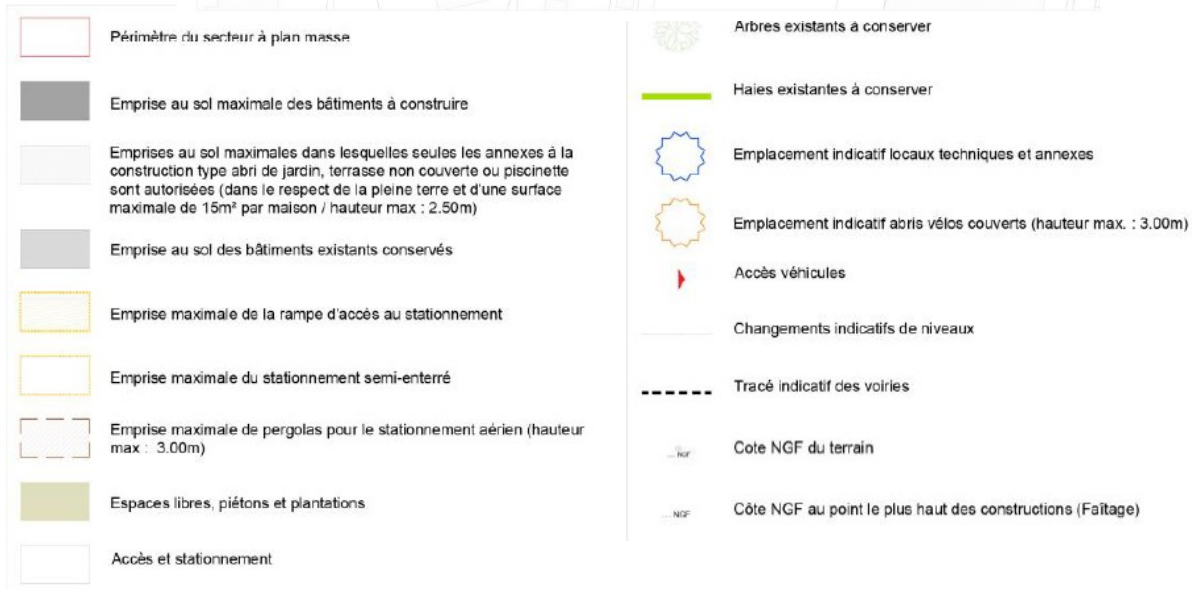 Périmètre du secteur à plan masse
Emprise au sol maximale des bâtiments à construire
Emprises au sol maximales dans lesquelles seules les annexes à la
construction type abri de jardin, terrasse non couverte ou piscinette
sont autorisées (dans le respect de la pleine terre et d'une surface
maximale de 15m² par maison / hauteur max : 2.50m)
Emprise au sol des bâtiments existants conservés
Emprise maximale de la rampe d'accès au stationnement
Emprise maximale du stationnement semi-enterré
Emprise maximale de pergolas pour le stationnement aérien (hauteur
max : 3.00m)
Espaces libres, piétons et plantations
Accès et stationnement
Arbres existants à conserver
Haies existantes à conserver
Emplacement indicatif locaux techniques et annexes
Emplacement indicatif abris vélos couverts (hauteur max. : 3.00m)
Accès véhicules
Changements indicatifs de niveaux
Tracé indicatif des voiries
... NGF
Cote NGF du terrain
... NGF
Côte NGF au point le plus haut des constructions (Faîtage)